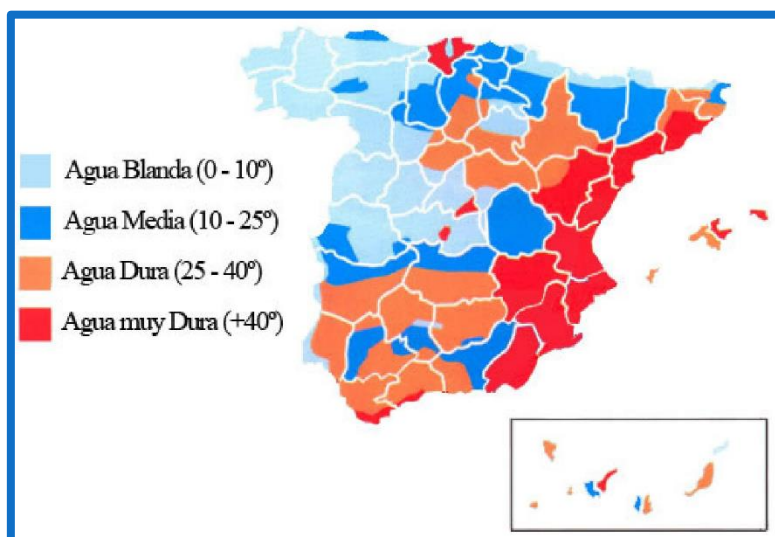 Agua Blanda (0 - 10º)
Agua Media (10 - 25º)
Agua Dura (25 - 40º)
Agua muy Dura (+40º)